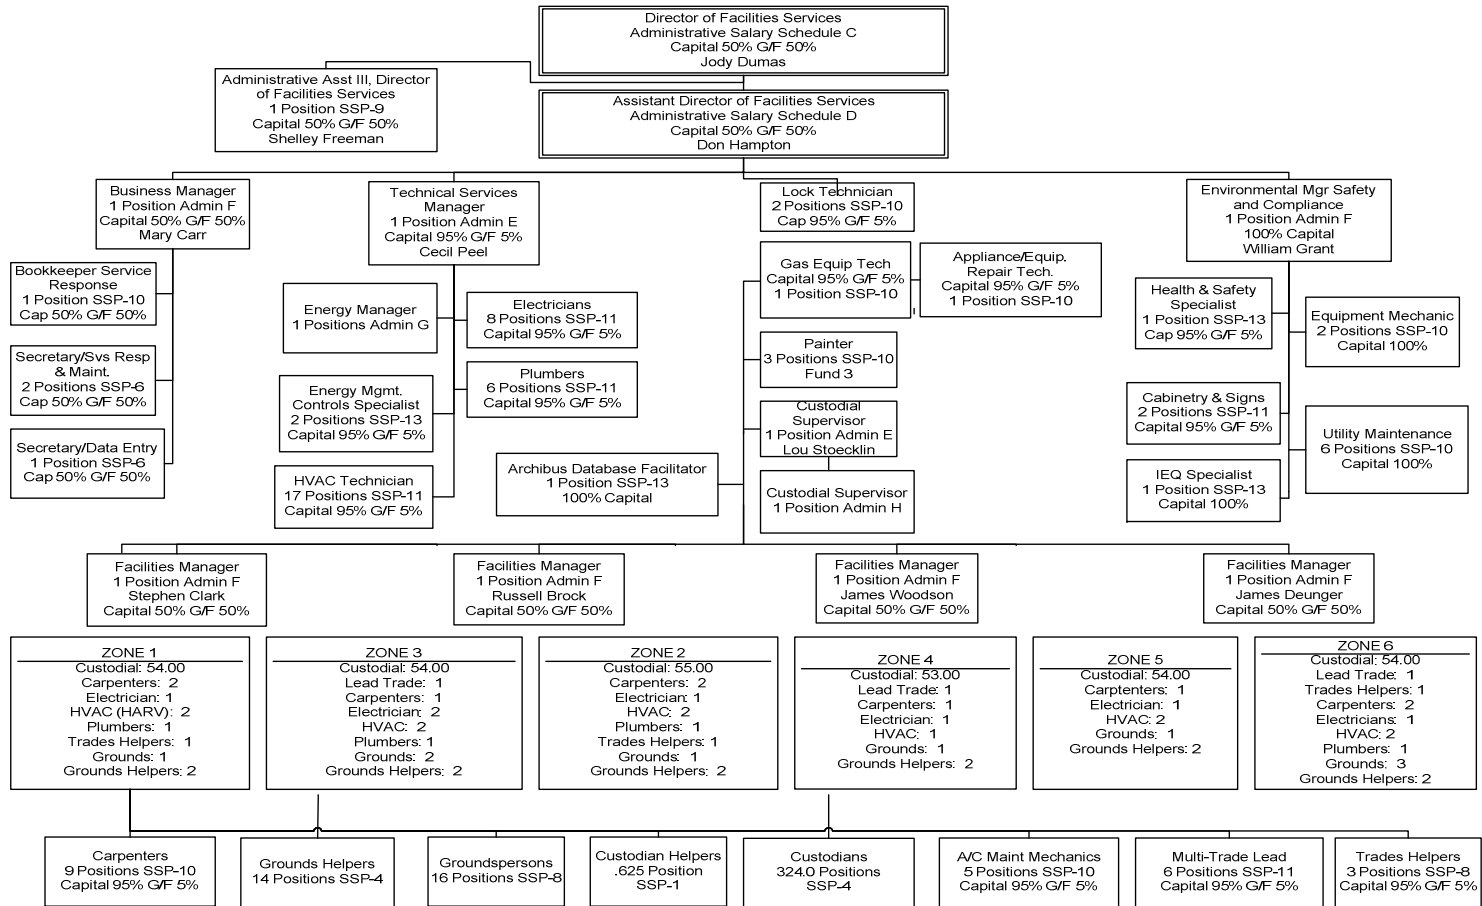 Director of Facilities Services
Administrative Salary Schedule C
Capital 50% G/F 50%
Jody Dumas
Administrative Asst III, Director
of Facilities Services
1 Position SSP-9
Capital 50% G/F 50%
Shelley Freeman
Assistant Director of Facilities Services
Administrative Salary Schedule D
Capital 50% G/F 50%
Don Hampton
Business Manager
1 Position Admin F
Capital 50% G/F 50%
Mary Carr
Technical Services
Manager
1 Position Admin E
Capital 95% G/F 5%
Cecil Peel
Lock Technician
2 Positions SSP-10
Cap 95% G/F 5%
Environmental Mgr Safety
and Compliance
1 Position Admin F
100% Capital
William Grant
Bookkeeper Service
Response
1 Position SSP-10
Cap 50% G/F 50%
Secretary/Svs Resp
& Maint.
2 Positions SSP-6
Cap 50% G/F 50%
Secretary/Data Entry
1 Position SSP-6
Cap 50% G/F 50%
Energy Manager
1 Positions Admin G
Electricians
8 Positions SSP-11
Capital 95% G/F 5%
Energy Mgmt.
Controls Specialist
2 Positions SSP-13
Capital 95% G/F 5%
Plumbers
6 Positions SSP-11
Capital 95% G/F 5%
HVAC Technician
17 Positions SSP-11
Capital 95% G/F 5%
Gas Equip Tech
Capital 95% G/F 5%
1 Position SSP-10
Appliance/Equip.
Repair Tech.
Capital 95% G/F 5%
1 Position SSP-10
Painter
3 Positions SSP-10
Fund 3
Custodial
Supervisor
1 Position Admin E
Lou Stoecklin
Archibus Database Facilitator
1 Position SSP-13
100% Capital
Custodial Supervisor
1 Position Admin H
Health & Safety
Specialist
1 Position SSP-13
Cap 95% G/F 5%
Equipment Mechanic
2 Positions SSP-10
Capital 100%
Cabinetry & Signs
2 Positions SSP-11
Capital 95% G/F 5%
Utility Maintenance
6 Positions SSP-10
Capital 100%
IEQ Specialist
1 Position SSP-13
Capital 100%
Facilities Manager
1 Position Admin F
Stephen Clark
Capital 50% G/F 50%
Facilities Manager
1 Position Admin F
Russell Brock
Capital 50% G/F 50%
Facilities Manager
1 Position Admin F
James Woodson
Capital 50% G/F 50%
Facilities Manager
1 Position Admin F
James Deunger
Capital 50% G/F 50%
ZONE 1
Custodial: 54.00
Carpenters: 2
Electrician: 1
HVAC (HARV): 2
Plumbers: 1
Trades Helpers: 1
Grounds: 1
Grounds Helpers: 2
ZONE 3
Custodial: 54.00
Lead Trade: 1
Carpenters: 1
Electrician: 2
HVAC: 2
Plumbers: 1
Grounds: 2
Grounds Helpers: 2
ZONE 2
Custodial: 55.00
Carpenters: 2
Electrician: 1
HVAC: 2
Plumbers: 1
Trades Helpers: 1
Grounds: 1
Grounds Helpers: 2
ZONE 4
Custodial: 53.00
Lead Trade: 1
Carpenters: 1
Electrician: 1
HVAC: 1
Grounds: 1
Grounds Helpers: 2
ZONE 5
Custodial: 54.00
Carptenters: 1
Electrician: 1
HVAC: 2
Grounds: 1
Grounds Helpers: 2
ZONE 6
Custodial: 54.00
Lead Trade: 1
Trades Helpers: 1
Carpenters: 2
Electricians: 1
HVAC: 2
Plumbers: 1
Grounds: 3
Grounds Helpers: 2
Carpenters
9 Positions SSP-10
Capital 95% G/F 5%
Grounds Helpers
14 Positions SSP-4
Groundspersons
16 Positions SSP-8
Custodian Helpers
.625 Position
SSP-1
Custodians
324.0 Positions
SSP-4
A/C Maint Mechanics
5 Positions SSP-10
Capital 95% G/F 5%
Multi-Trade Lead
6 Positions SSP-11
Capital 95% G/F 5%
Trades Helpers
3 Positions SSP-8
Capital 95% G/F 5%